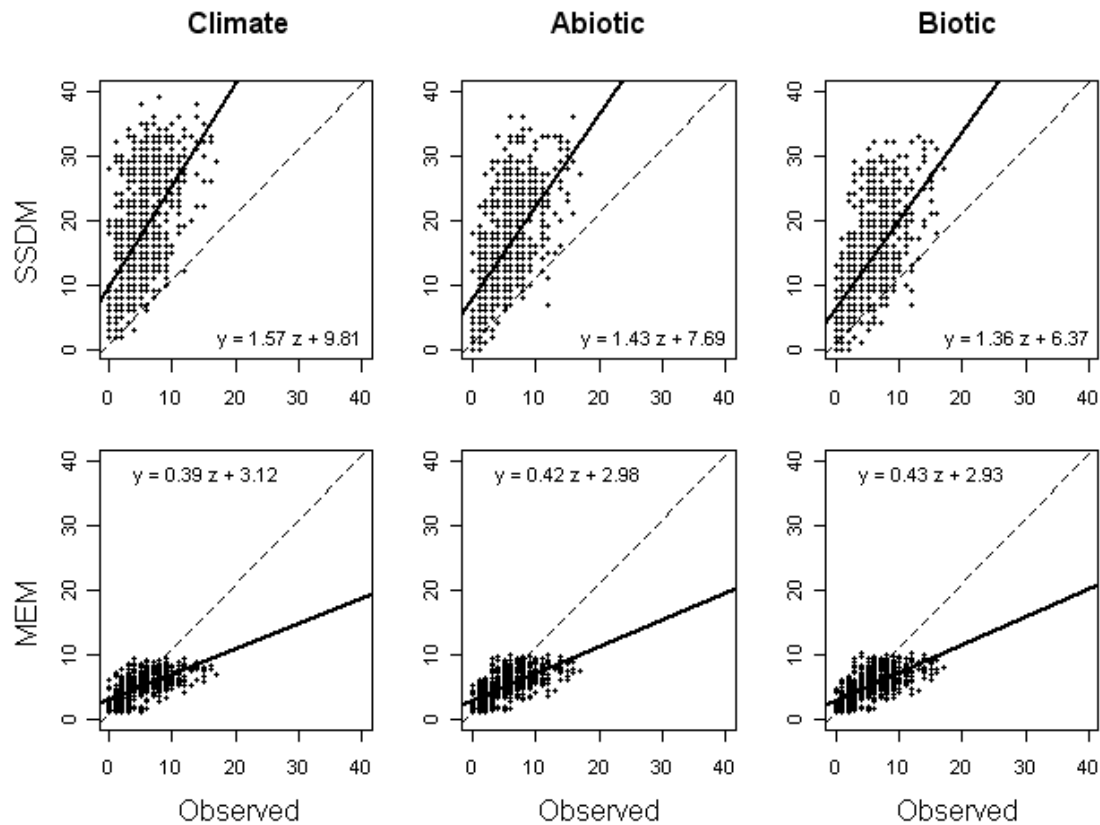 Climate Abiotic Biotic
SSDM
40
30
20
10
0
y = 1.57 z + 9.81
0 10 20 30 40
40
30
20
10
0
y = 1.43 z + 7.69
0 10 20 30 40
40
30
20
10
0
y = 1.36 z + 6.37
0 10 20 30 40
MEM
40
30
20
10
0
y = 0.39 z + 3.12
0 10 20 30 40
Observed
40
30
20
10
0
y = 0.42 z + 2.98
0 10 20 30 40
Observed
40
30
20
10
0
y = 0.43 z + 2.93
0 10 20 30 40
Observed